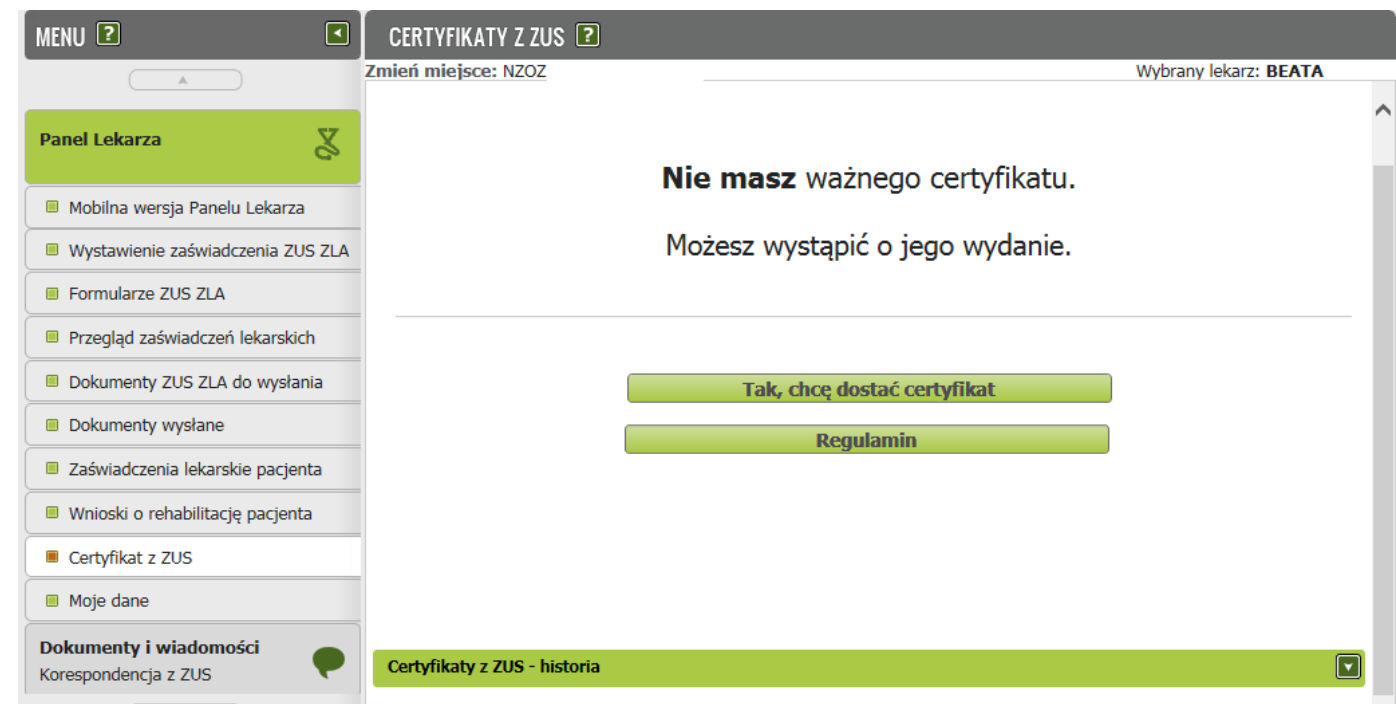 MENU ?
CERTYFIKATY Z ZUS ?
Zmień miejsce: NZOZ
Wybrany lekarz: BEATA
Panel Lekarza
Mobilna wersja Panelu Lekarza
Wystawienie zaświadczenia ZUS ZLA
Formularze ZUS ZLA
Przegląd zaświadczeń lekarskich
Dokumenty ZUS ZLA do wysłania
Dokumenty wysłane
Zaświadczenia lekarskie pacjenta
Wnioski o rehabilitację pacjenta
Certyfikat z ZUS
Moje dane
Dokumenty i wiadomości
Korespondencja z ZUS
Nie masz ważnego certyfikatu.
Możesz wystąpić o jego wydanie.
Tak, chcę dostać certyfikat
Regulamin
Certyfikaty z ZUS - historia